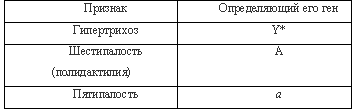 Признак Определяющий его ген
Гипертрихоз Y*
Шестипалость A
(полидактилия)
Пятипалость a